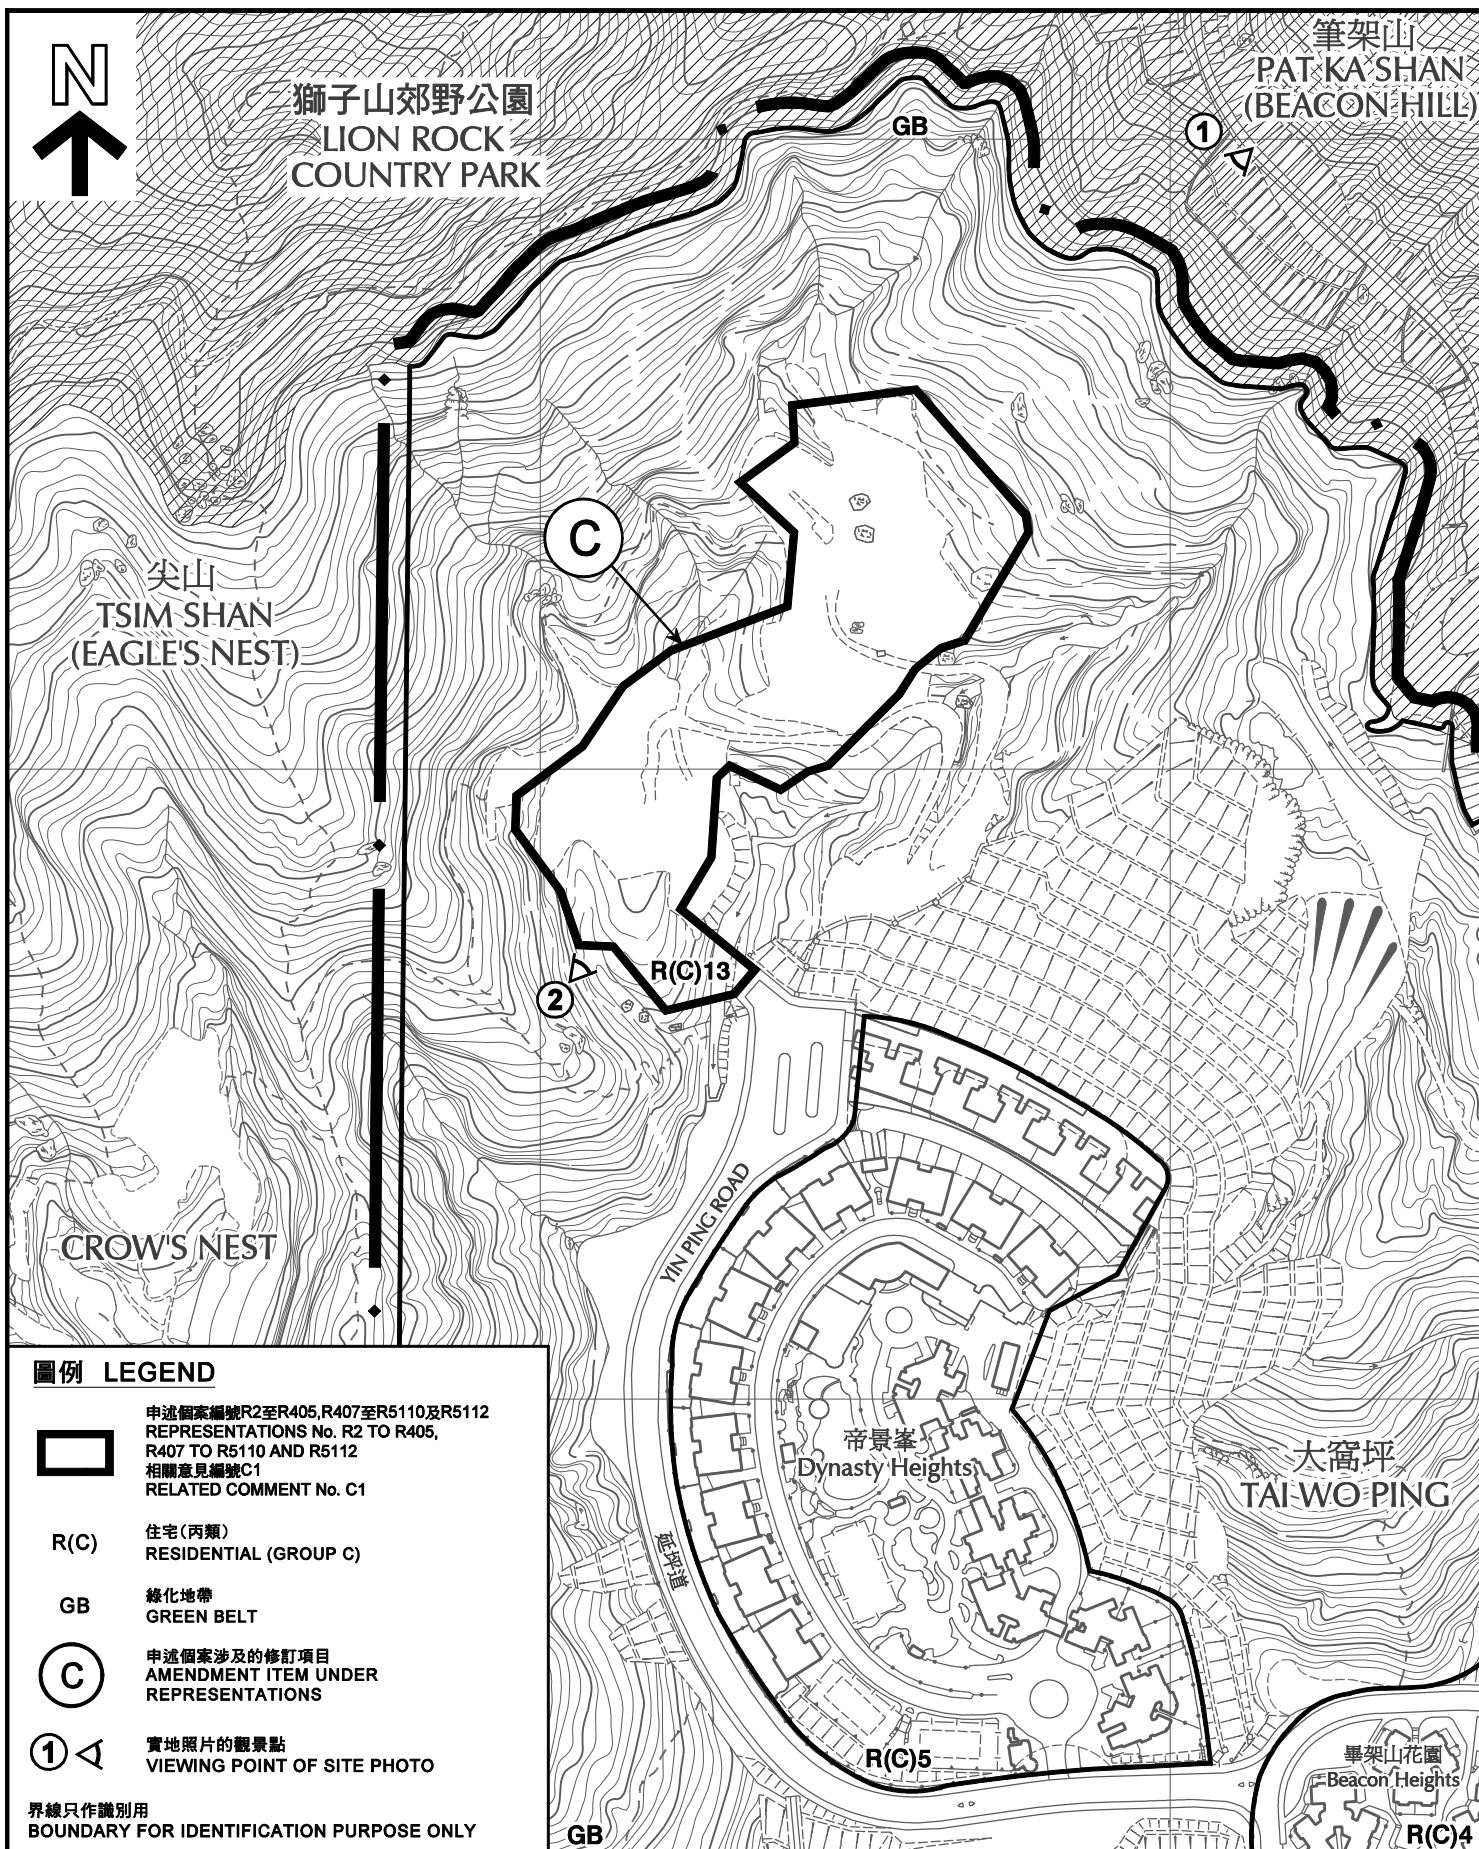 N
獅子山郊野公園
LION ROCK
COUNTRY PARK
筆架山
PAT KA SHAN
(BEACON HILL)
GB
1
C
尖山
TSIM SHAN
(EAGLE'S NEST)
R(C)13
2
CROW'S NEST
YIN PING ROAD
延坪道
帝景峯
Dynasty Heights
大窩坪
TAI WO PING
R(C)5
畢架山花園
Beacon Heights
R(C)4
GB
圖例 LEGEND
申述個案編號R2至R405,R407至R5110及R5112
REPRESENTATIONS No. R2 TO R405,
R407 TO R5110 AND R5112
相關意見編號C1
RELATED COMMENT No. C1
R(C)
住宅(丙類)
RESIDENTIAL (GROUP C)
GB
綠化地帶
GREEN BELT
C
申述個案涉及的修訂項目
AMENDMENT ITEM UNDER
REPRESENTATIONS
1
實地照片的觀景點
VIEWING POINT OF SITE PHOTO
界線只作識別用
BOUNDARY FOR IDENTIFICATION PURPOSE ONLY